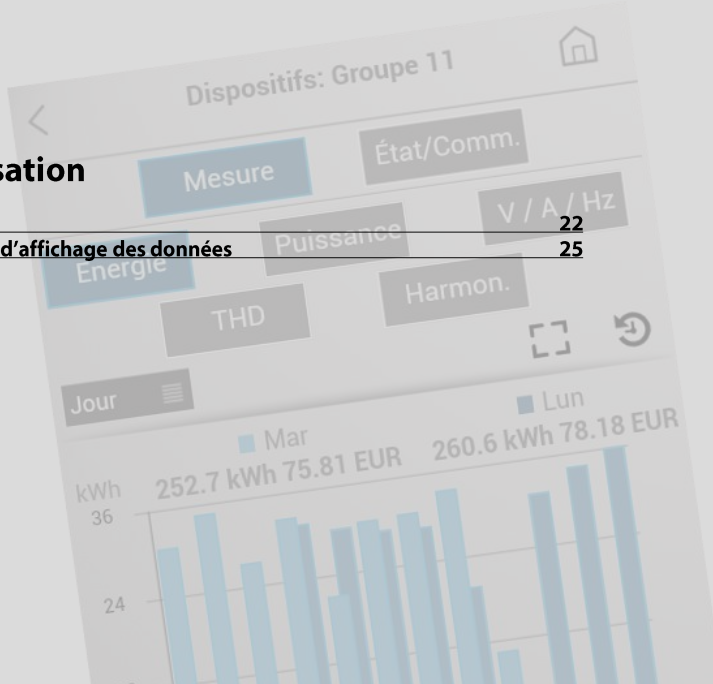 Dispositifs: Groupe 11
sation
Mesure
État/Comm.
22
d'affichage des données 25
Énergie
Puissance
V / A / Hz
THD
Harmon.
Jour
Mar
Lun
kWh
252.7 kWh 75.81 EUR
260.6 kWh 78.18 EUR
36
24